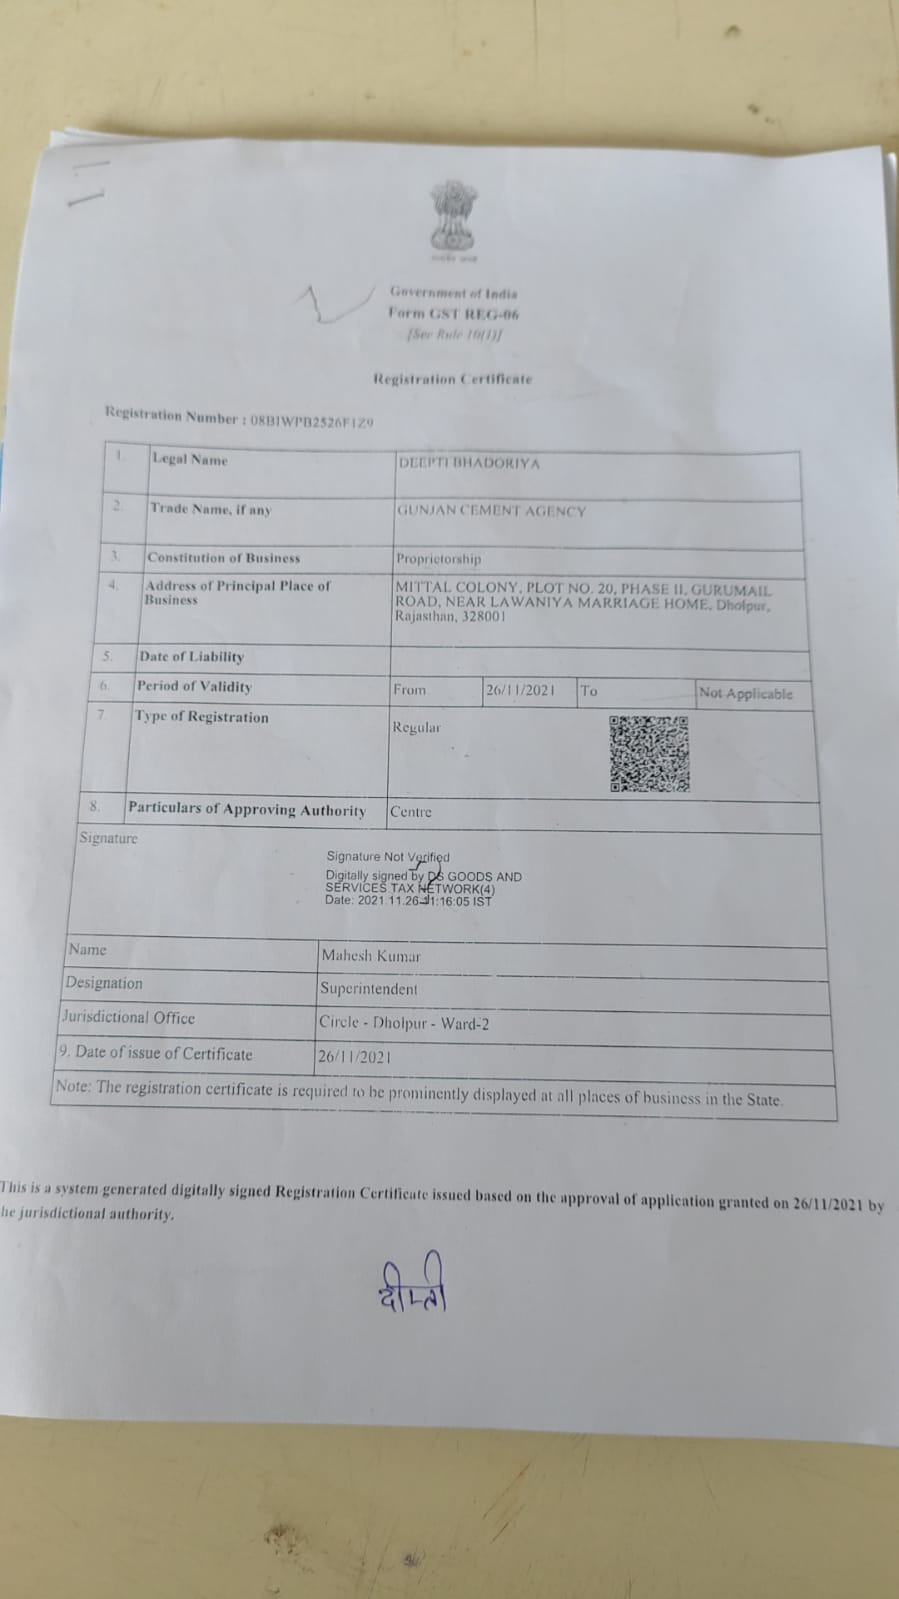 Government of India
Form GST REG-06
[See Rule 10(1)]
Registration Certificate
Registration Number : 08BIWPB2526F1Z9
1. Legal Name DEEPTI BHADORIYA
2. Trade Name, if any GUNJAN CEMENT AGENCY
3. Constitution of Business Proprietorship
4. Address of Principal Place of Business MITTAL COLONY, PLOT NO. 20, PHASE II, GURUMAIL
ROAD, NEAR LAWANIYA MARRIAGE HOME, Dholpur,
Rajasthan, 328001
5. Date of Liability
6. Period of Validity From 26/11/2021 To Not Applicable
7. Type of Registration Regular
8. Particulars of Approving Authority Centre
Signature
Signature Not Verified
Digitally signed by DS GOODS AND
SERVICES TAX NETWORK(4)
Date: 2021.11.26 11:16:05 IST
Name Mahesh Kumar
Designation Superintendent
Jurisdictional Office Circle - Dholpur - Ward-2
9. Date of issue of Certificate 26/11/2021
Note: The registration certificate is required to be prominently displayed at all places of business in the State.
This is a system generated digitally signed Registration Certificate issued based on the approval of application granted on 26/11/2021 by
he jurisdictional authority.
दीप्ती